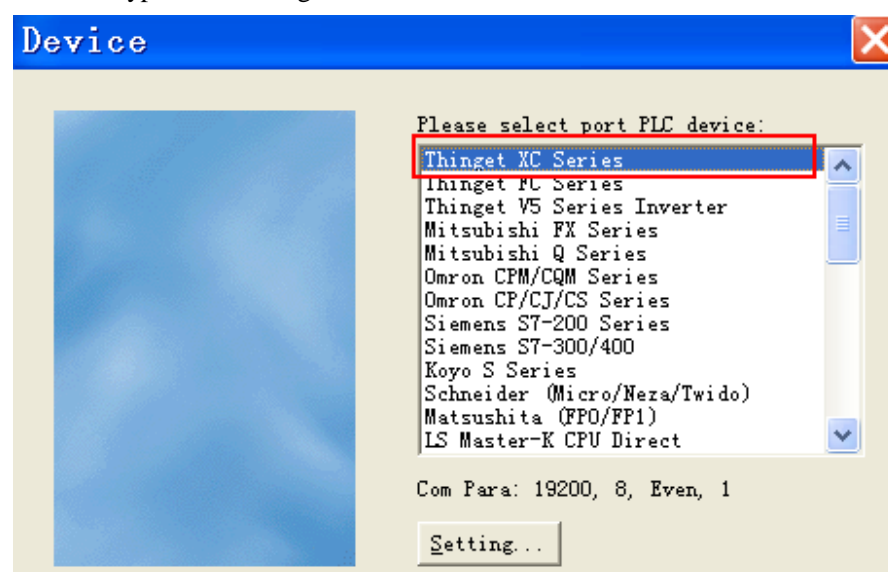 Device
Please select port PLC device:
Thinget XC Series
Thinget FC Series
Thinget V5 Series Inverter
Mitsubishi FX Series
Mitsubishi Q Series
Omron CPM/CQM Series
Omron CP/CJ/CS Series
Siemens S7-200 Series
Siemens S7-300/400
Koyo S Series
Schneider (Micro/Neza/Twido)
Matsushita (FP0/FP1)
LS Master-K CPU Direct
Com Para: 19200, 8, Even, 1
Setting...